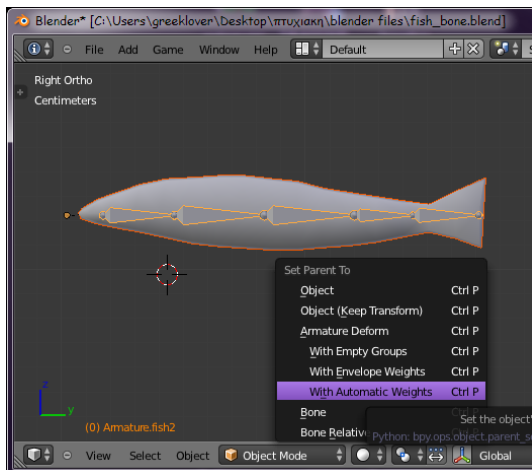 Blender* [C:\Users\greeklover\Desktop\πτυχιακη\blender files\fish_bone.blend]
File Add Game Window Help Default
Right Ortho
Centimeters
Set Parent To
Object Ctrl P
Object (Keep Transform) Ctrl P
Armature Deform Ctrl P
With Empty Groups Ctrl P
With Envelope Weights Ctrl P
With Automatic Weights Ctrl P
Bone
Set the object'
Bone Relative
Python: bpy.ops.object.parent_s
z
y
(0) Armature.fish2
View Select Object Object Mode Global